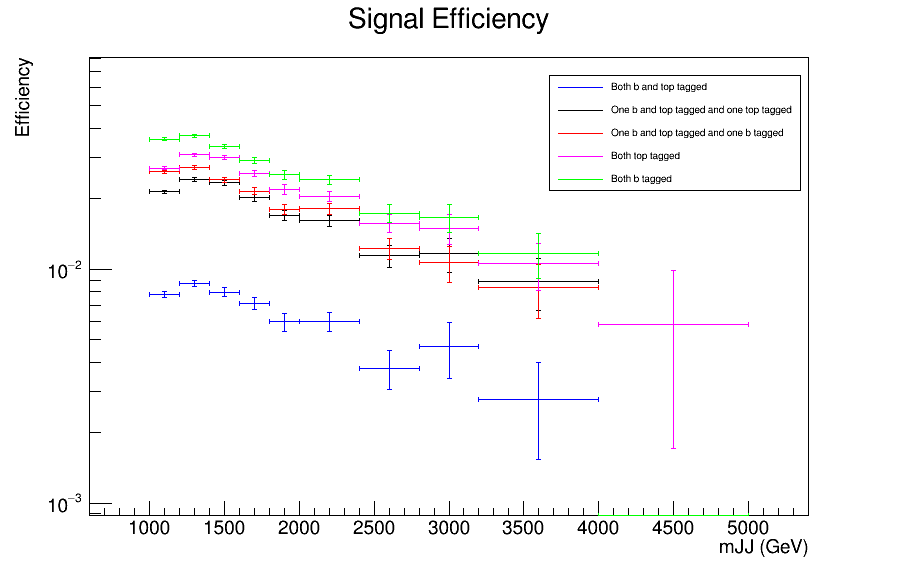 Signal Efficiency
Efficiency
Both b and top tagged
One b and top tagged and one top tagged
One b and top tagged and one b tagged
Both top tagged
Both b tagged
10⁻²
10⁻³
1000 1500 2000 2500 3000 3500 4000 4500 5000
mJJ (GeV)